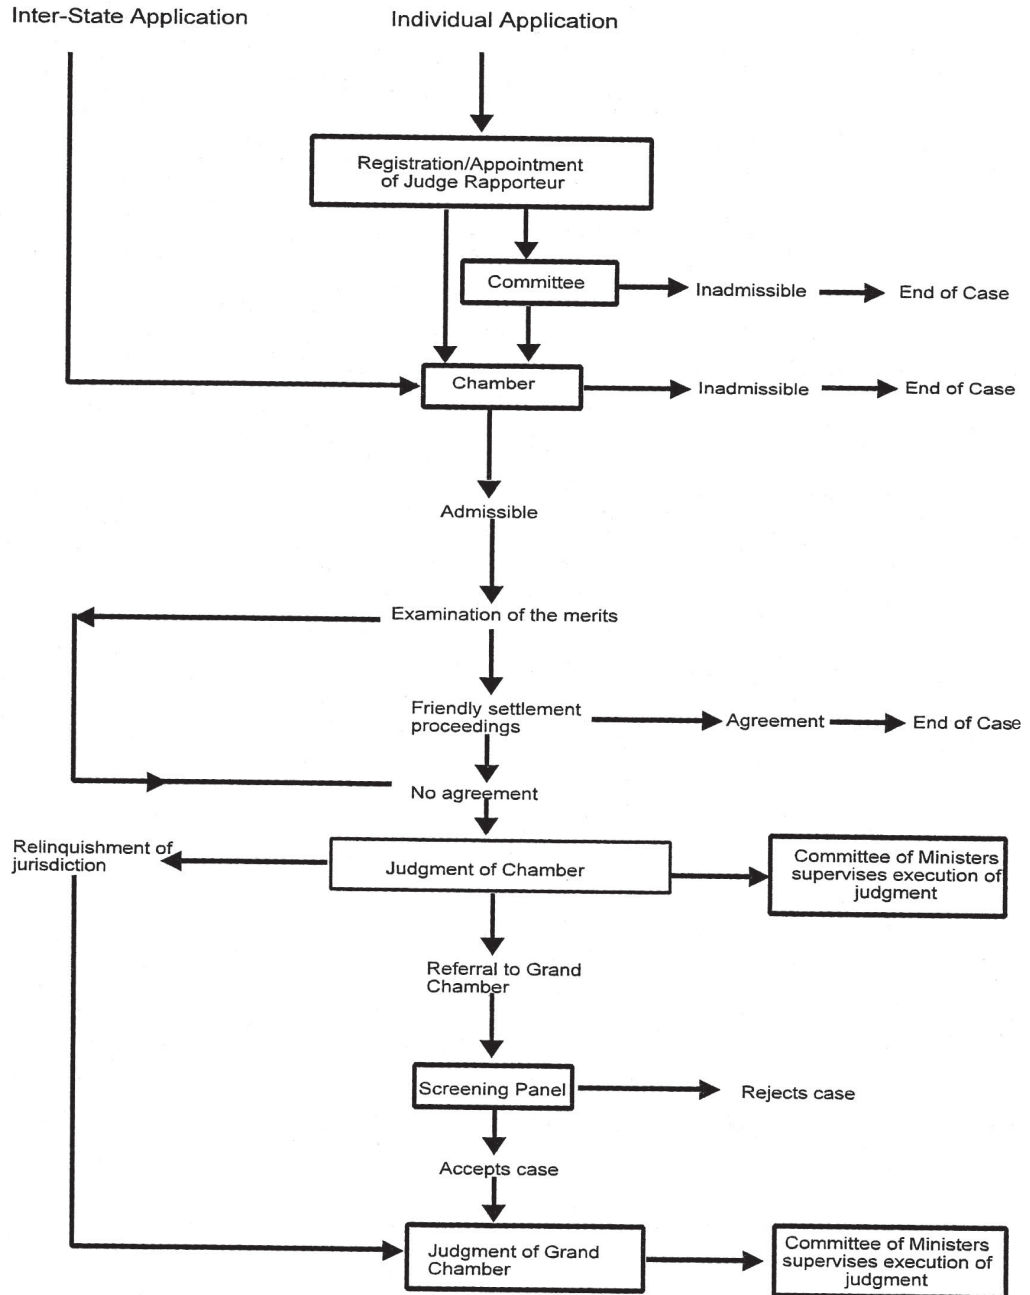 Inter-State Application
Individual Application
Registration/Appointment
of Judge Rapporteur
Committee
Inadmissible
End of Case
Chamber
Inadmissible
End of Case
Admissible
Examination of the merits
Friendly settlement
proceedings
Agreement
End of Case
No agreement
Relinquishment of
jurisdiction
Judgment of Chamber
Committee of Ministers
supervises execution of
judgment
Referral to Grand
Chamber
Screening Panel
Rejects case
Accepts case
Judgment of Grand
Chamber
Committee of Ministers
supervises execution of
judgment